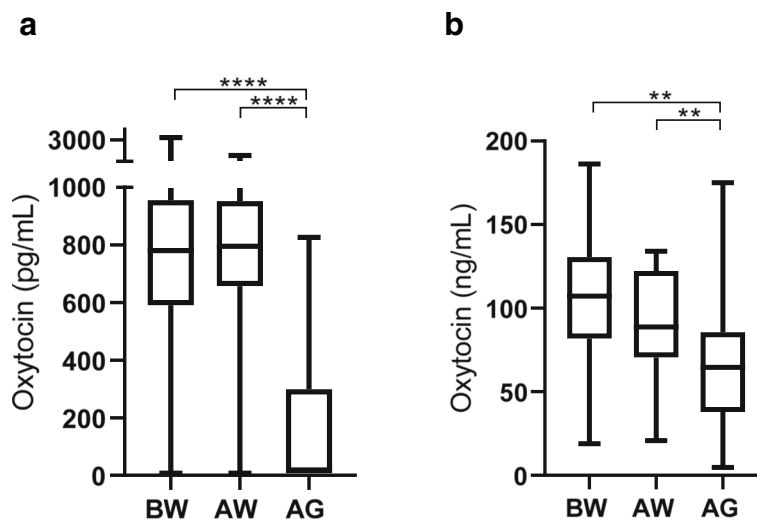 a
****
****
3000
1000
800
600
400
200
0
Oxytocin (pg/mL)
BW AW AG
b
**
**
200
150
100
50
0
Oxytocin (ng/mL)
BW AW AG